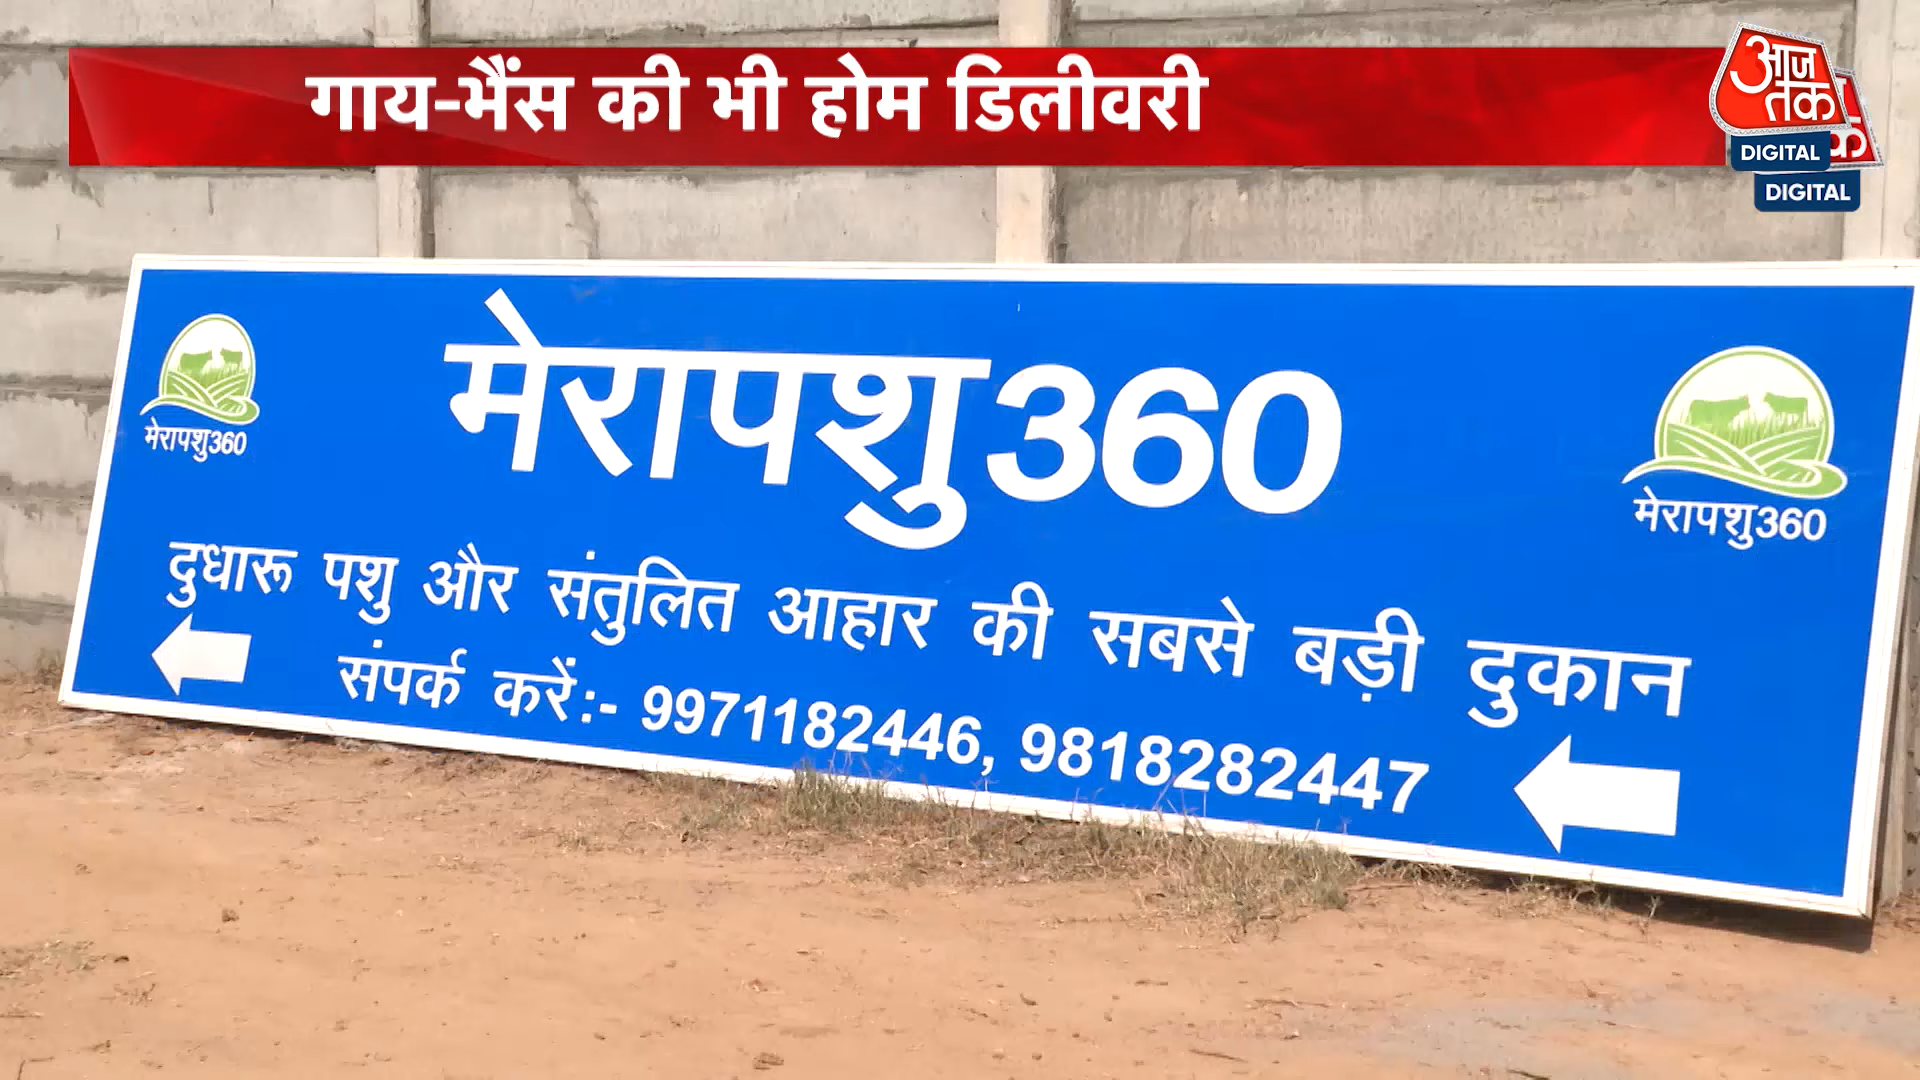 गाय-भैंस की भी होम डिलीवरी
आज
तक
DIGITAL
क
DIGITAL
मेरापशु360
मेरापशु360
मेरापशु360
दुधारू पशु और संतुलित आहार की सबसे बड़ी दुकान
संपर्क करें:- 9971182446, 9818282447